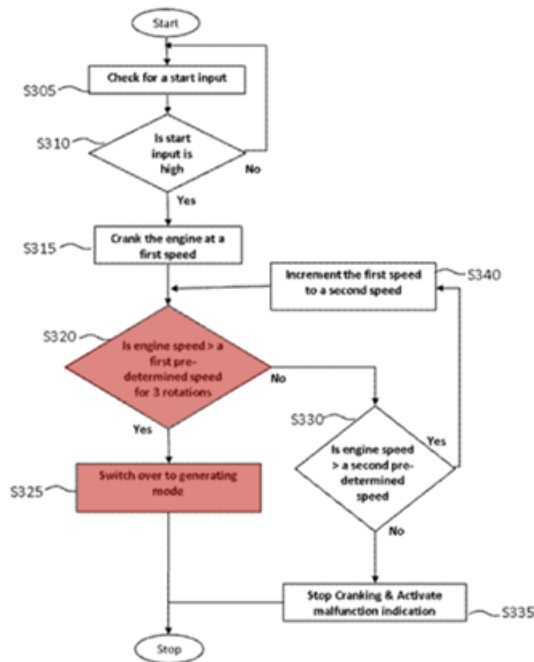 Start
Check for a start input
S305
S310
Is start
input is
high
No
Yes
S315
Crank the engine at a
first speed
Increment the first speed
to a second speed
S340
S320
Is engine speed > a
first pre-
determined speed
for 3 rotations
No
Yes
S330
Is engine speed
> a second pre-
determined
speed
Yes
No
Switch over to generating
mode
S325
Stop Cranking & Activate
malfunction indication
S335
Stop